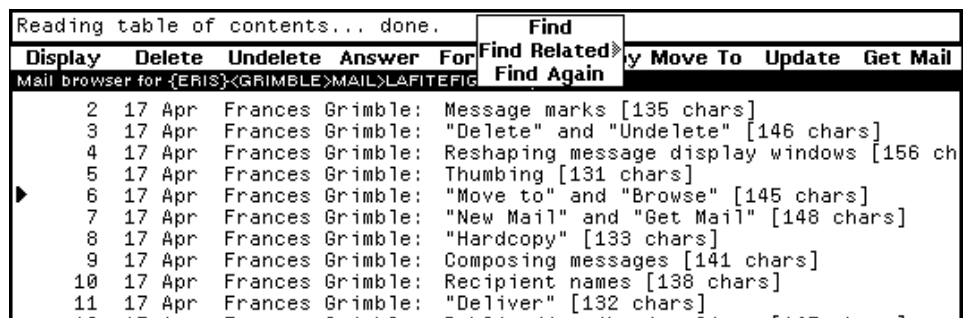 Reading table of contents... done.
Find
Find Related
Find Again
Display Delete Undelete Answer For y Move To Update Get Mail
Mail browser for {ERIS}<GRIMBLE>MAIL>LAFITEFIG
2 17 Apr Frances Grimble: Message marks [135 chars]
3 17 Apr Frances Grimble: "Delete" and "Undelete" [146 chars]
4 17 Apr Frances Grimble: Reshaping message display windows [156 ch
5 17 Apr Frances Grimble: Thumbing [131 chars]
6 17 Apr Frances Grimble: "Move to" and "Browse" [145 chars]
7 17 Apr Frances Grimble: "New Mail" and "Get Mail" [148 chars]
8 17 Apr Frances Grimble: "Hardcopy" [133 chars]
9 17 Apr Frances Grimble: Composing messages [141 chars]
10 17 Apr Frances Grimble: Recipient names [138 chars]
11 17 Apr Frances Grimble: "Deliver" [132 chars]